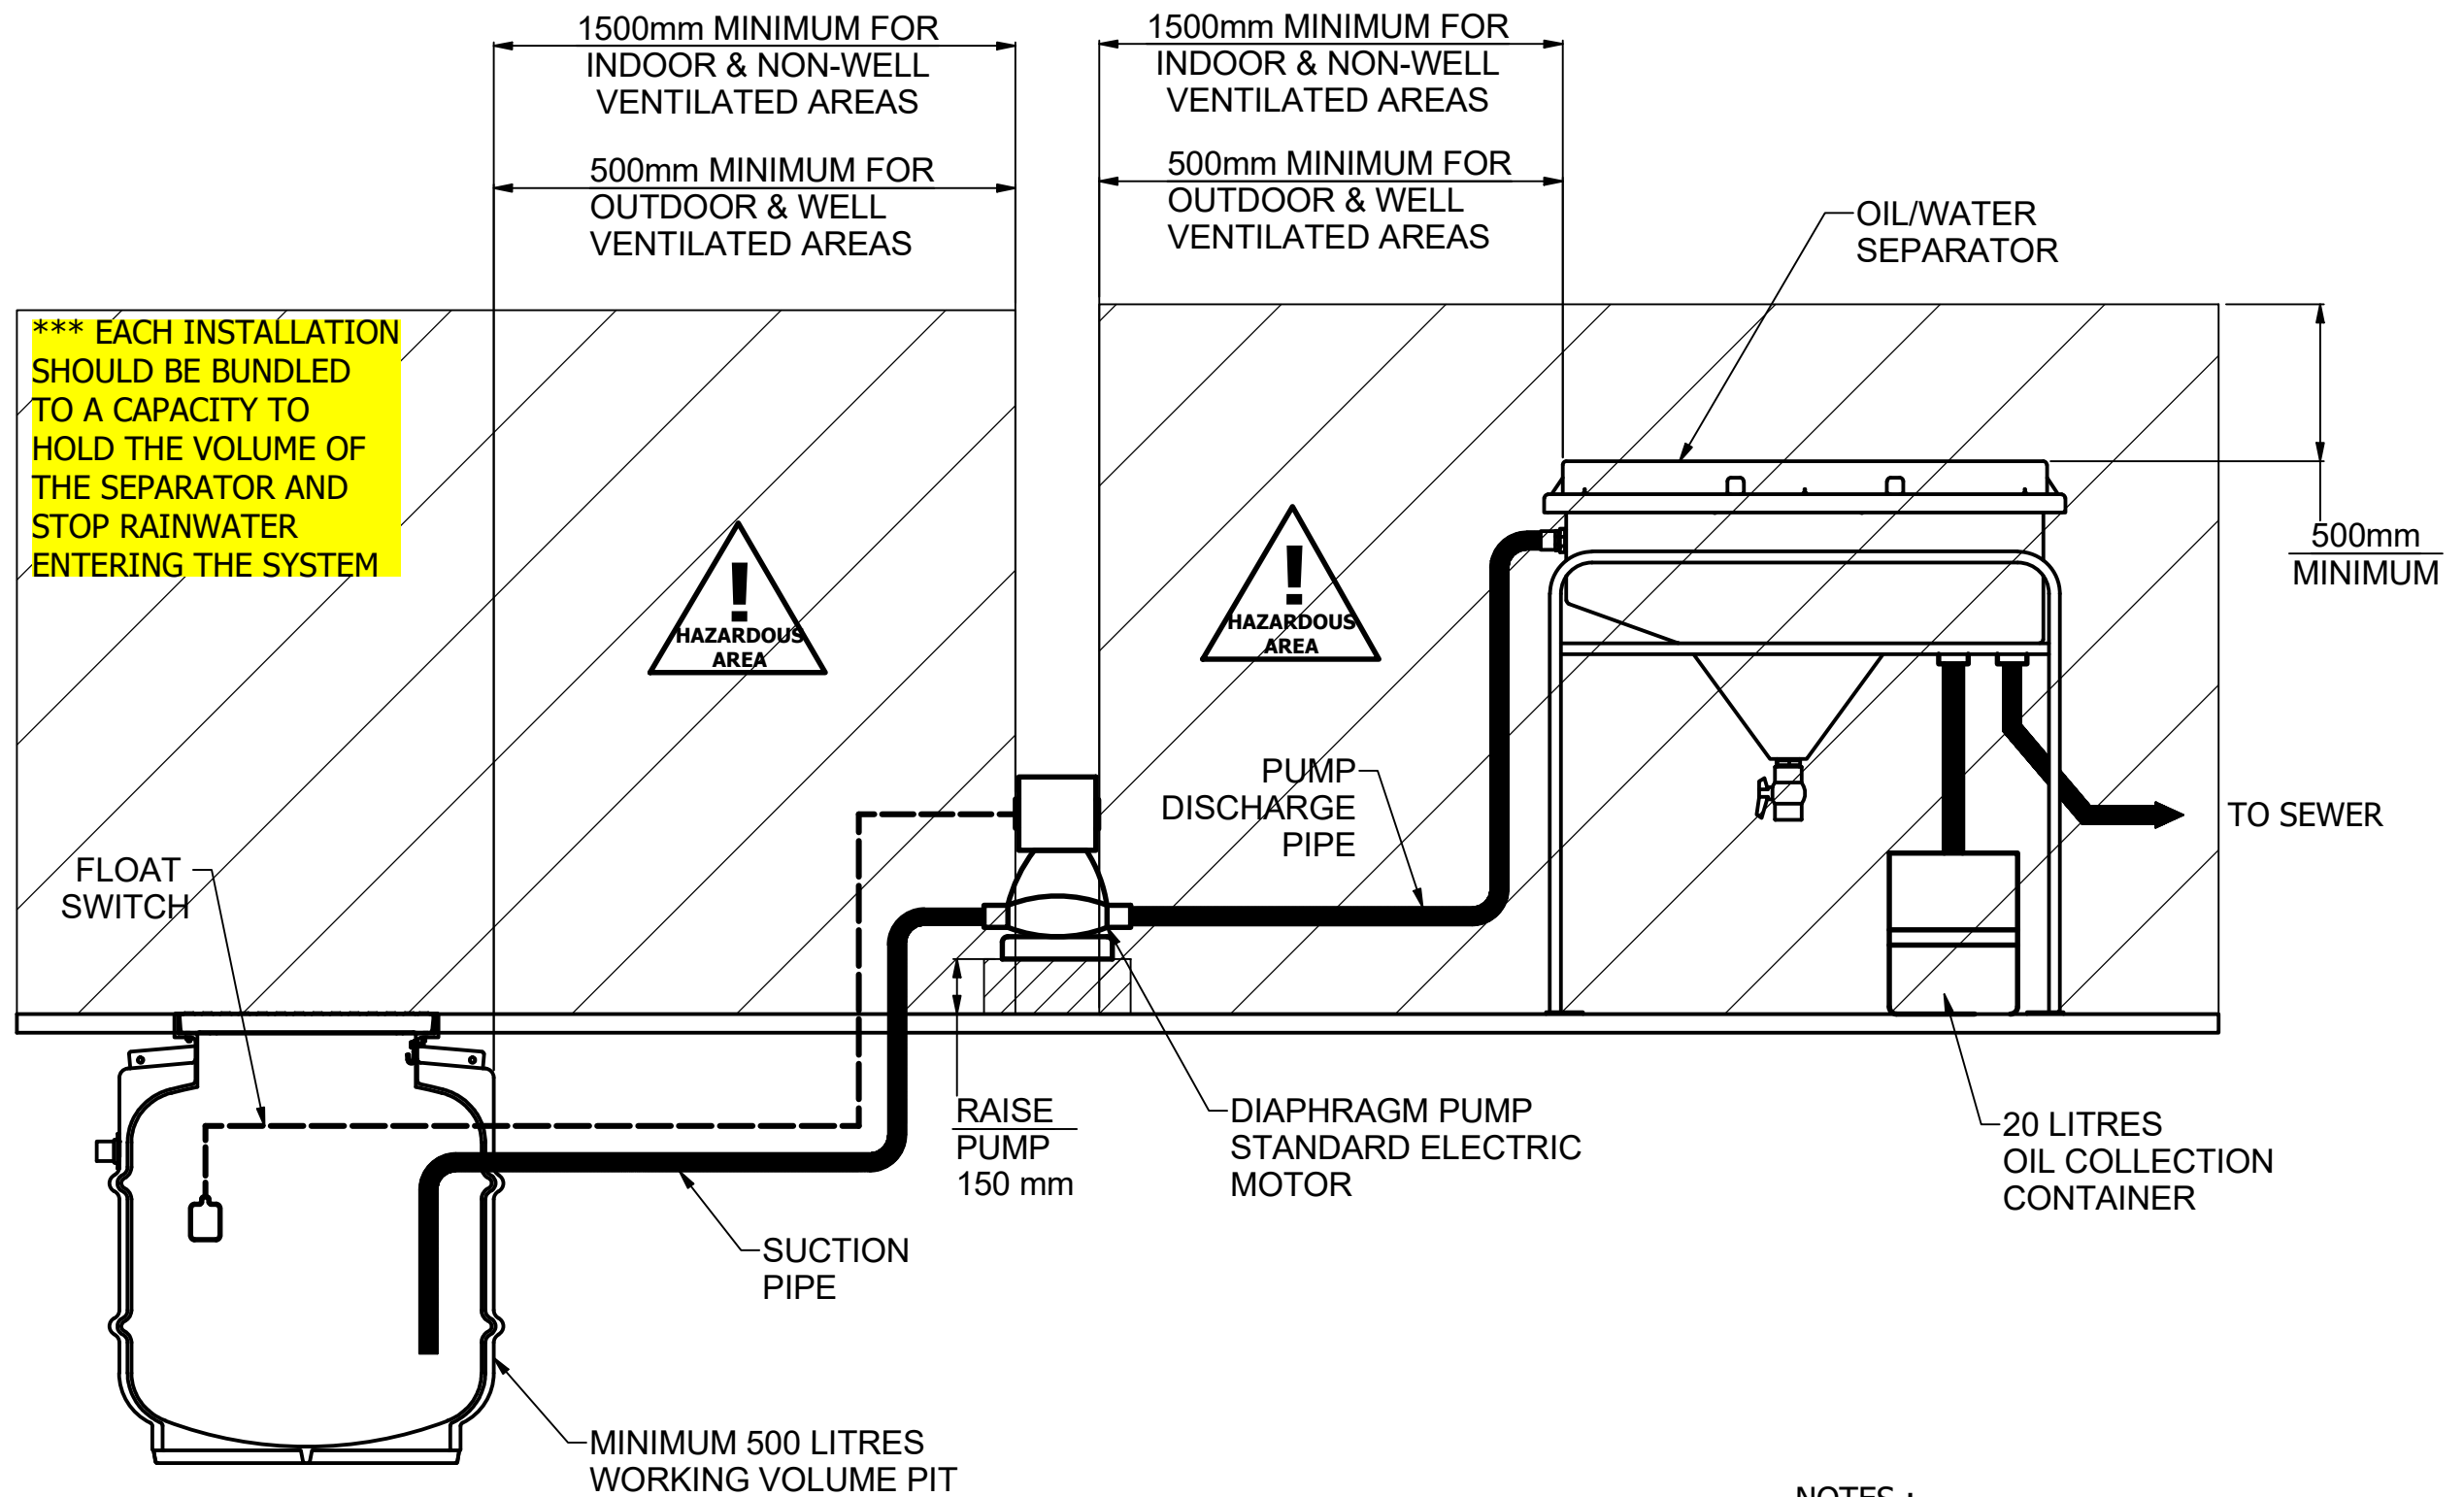 1500mm MINIMUM FOR
INDOOR & NON-WELL
VENTILATED AREAS
500mm MINIMUM FOR
OUTDOOR & WELL
VENTILATED AREAS
1500mm MINIMUM FOR
INDOOR & NON-WELL
VENTILATED AREAS
500mm MINIMUM FOR
OUTDOOR & WELL
VENTILATED AREAS
OIL/WATER
SEPARATOR
*** EACH INSTALLATION
SHOULD BE BUNDLED
TO A CAPACITY TO
HOLD THE VOLUME OF
THE SEPARATOR AND
STOP RAINWATER
ENTERING THE SYSTEM
!
HAZARDOUS
AREA
!
HAZARDOUS
AREA
500mm
MINIMUM
PUMP
DISCHARGE
PIPE
TO SEWER
FLOAT
SWITCH
RAISE
PUMP
150 mm
DIAPHRAGM PUMP
STANDARD ELECTRIC
MOTOR
20 LITRES
OIL COLLECTION
CONTAINER
SUCTION
PIPE
MINIMUM 500 LITRES
WORKING VOLUME PIT
NOTES :